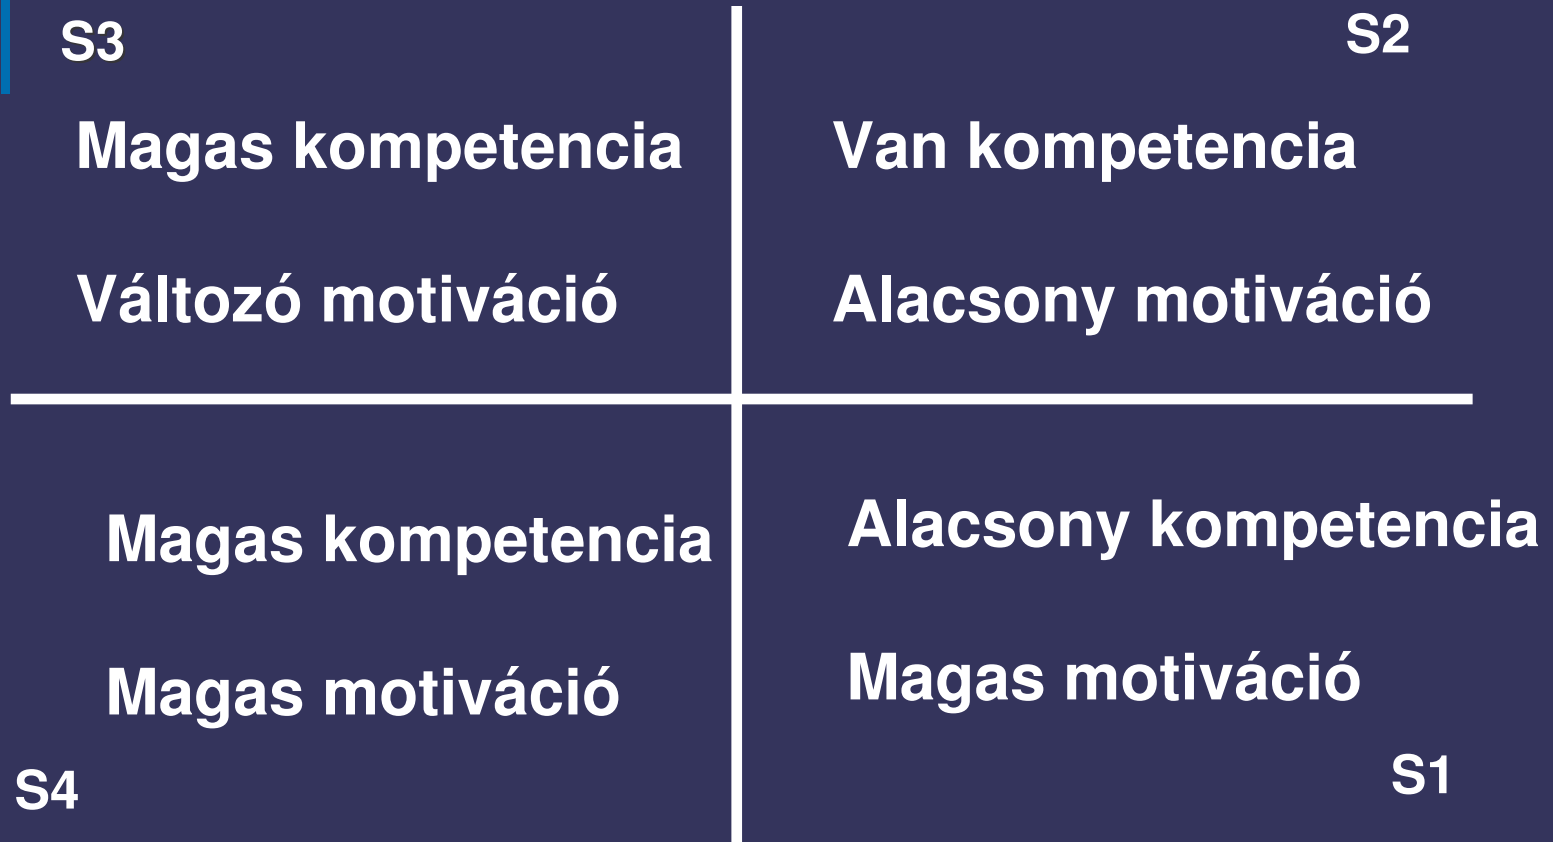 S3
Magas kompetencia
Változó motiváció
S2
Van kompetencia
Alacsony motiváció
Magas kompetencia
Magas motiváció
S4
Alacsony kompetencia
Magas motiváció
S1